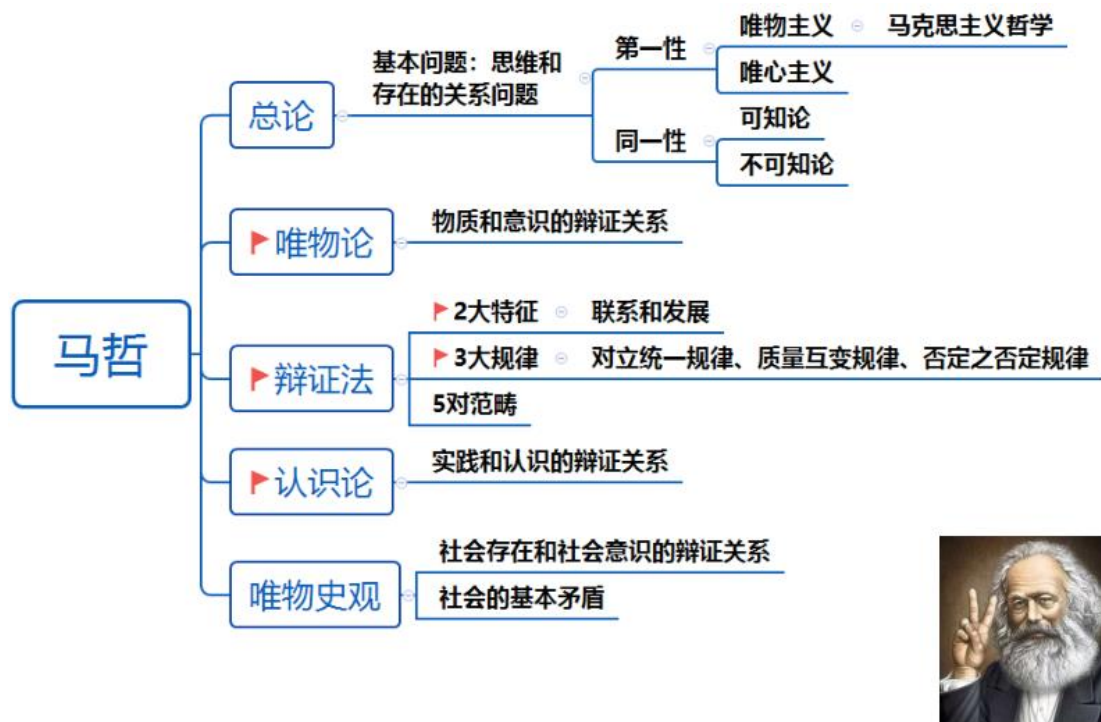 马哲
总论
基本问题：思维和
存在的关系问题
第一性
唯物主义
马克思主义哲学
唯心主义
同一性
可知论
不可知论
唯物论
物质和意识的辩证关系
辩证法
2大特征
联系和发展
3大规律
对立统一规律、质量互变规律、否定之否定规律
5对范畴
认识论
实践和认识的辩证关系
唯物史观
社会存在和社会意识的辩证关系
社会的基本矛盾